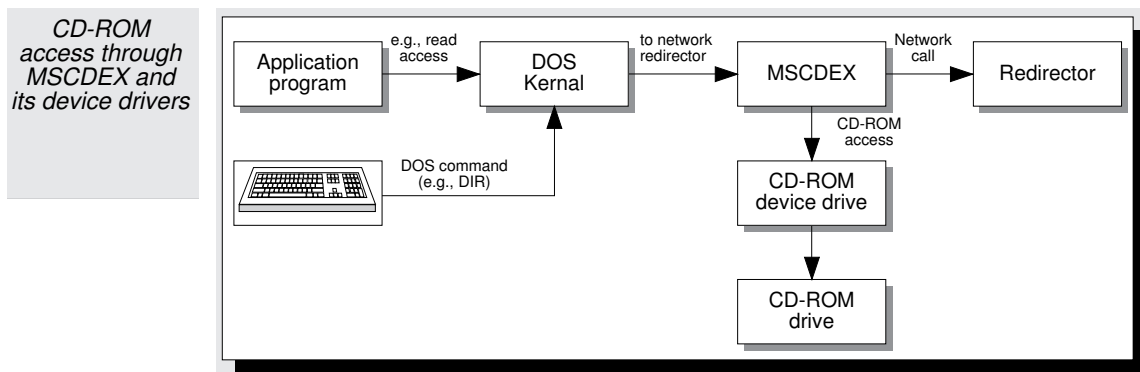 CD-ROM
access through
MSCDEX and
its device drivers
Application
program
e.g., read
access
DOS
Kernal
to network
redirector
MSCDEX
Network
call
Redirector
CD-ROM
access
DOS command
(e.g., DIR)
CD-ROM
device drive
CD-ROM
drive